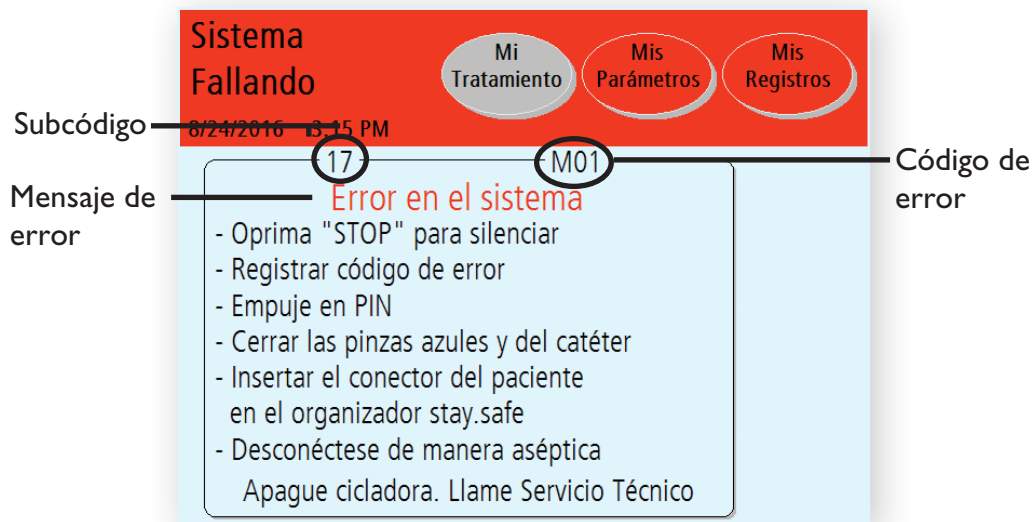 Sistema
Fallando
Mi
Tratamiento
Mis
Parámetros
Mis
Registros
8/24/2016 3:15 PM
Subcódigo
17
M01
Código de
error
Mensaje de
error
Error en el sistema
- Oprima "STOP" para silenciar
- Registrar código de error
- Empuje en PIN
- Cerrar las pinzas azules y del catéter
- Insertar el conector del paciente
en el organizador stay.safe
- Desconéctese de manera aséptica
Apague cicladora. Llame Servicio Técnico